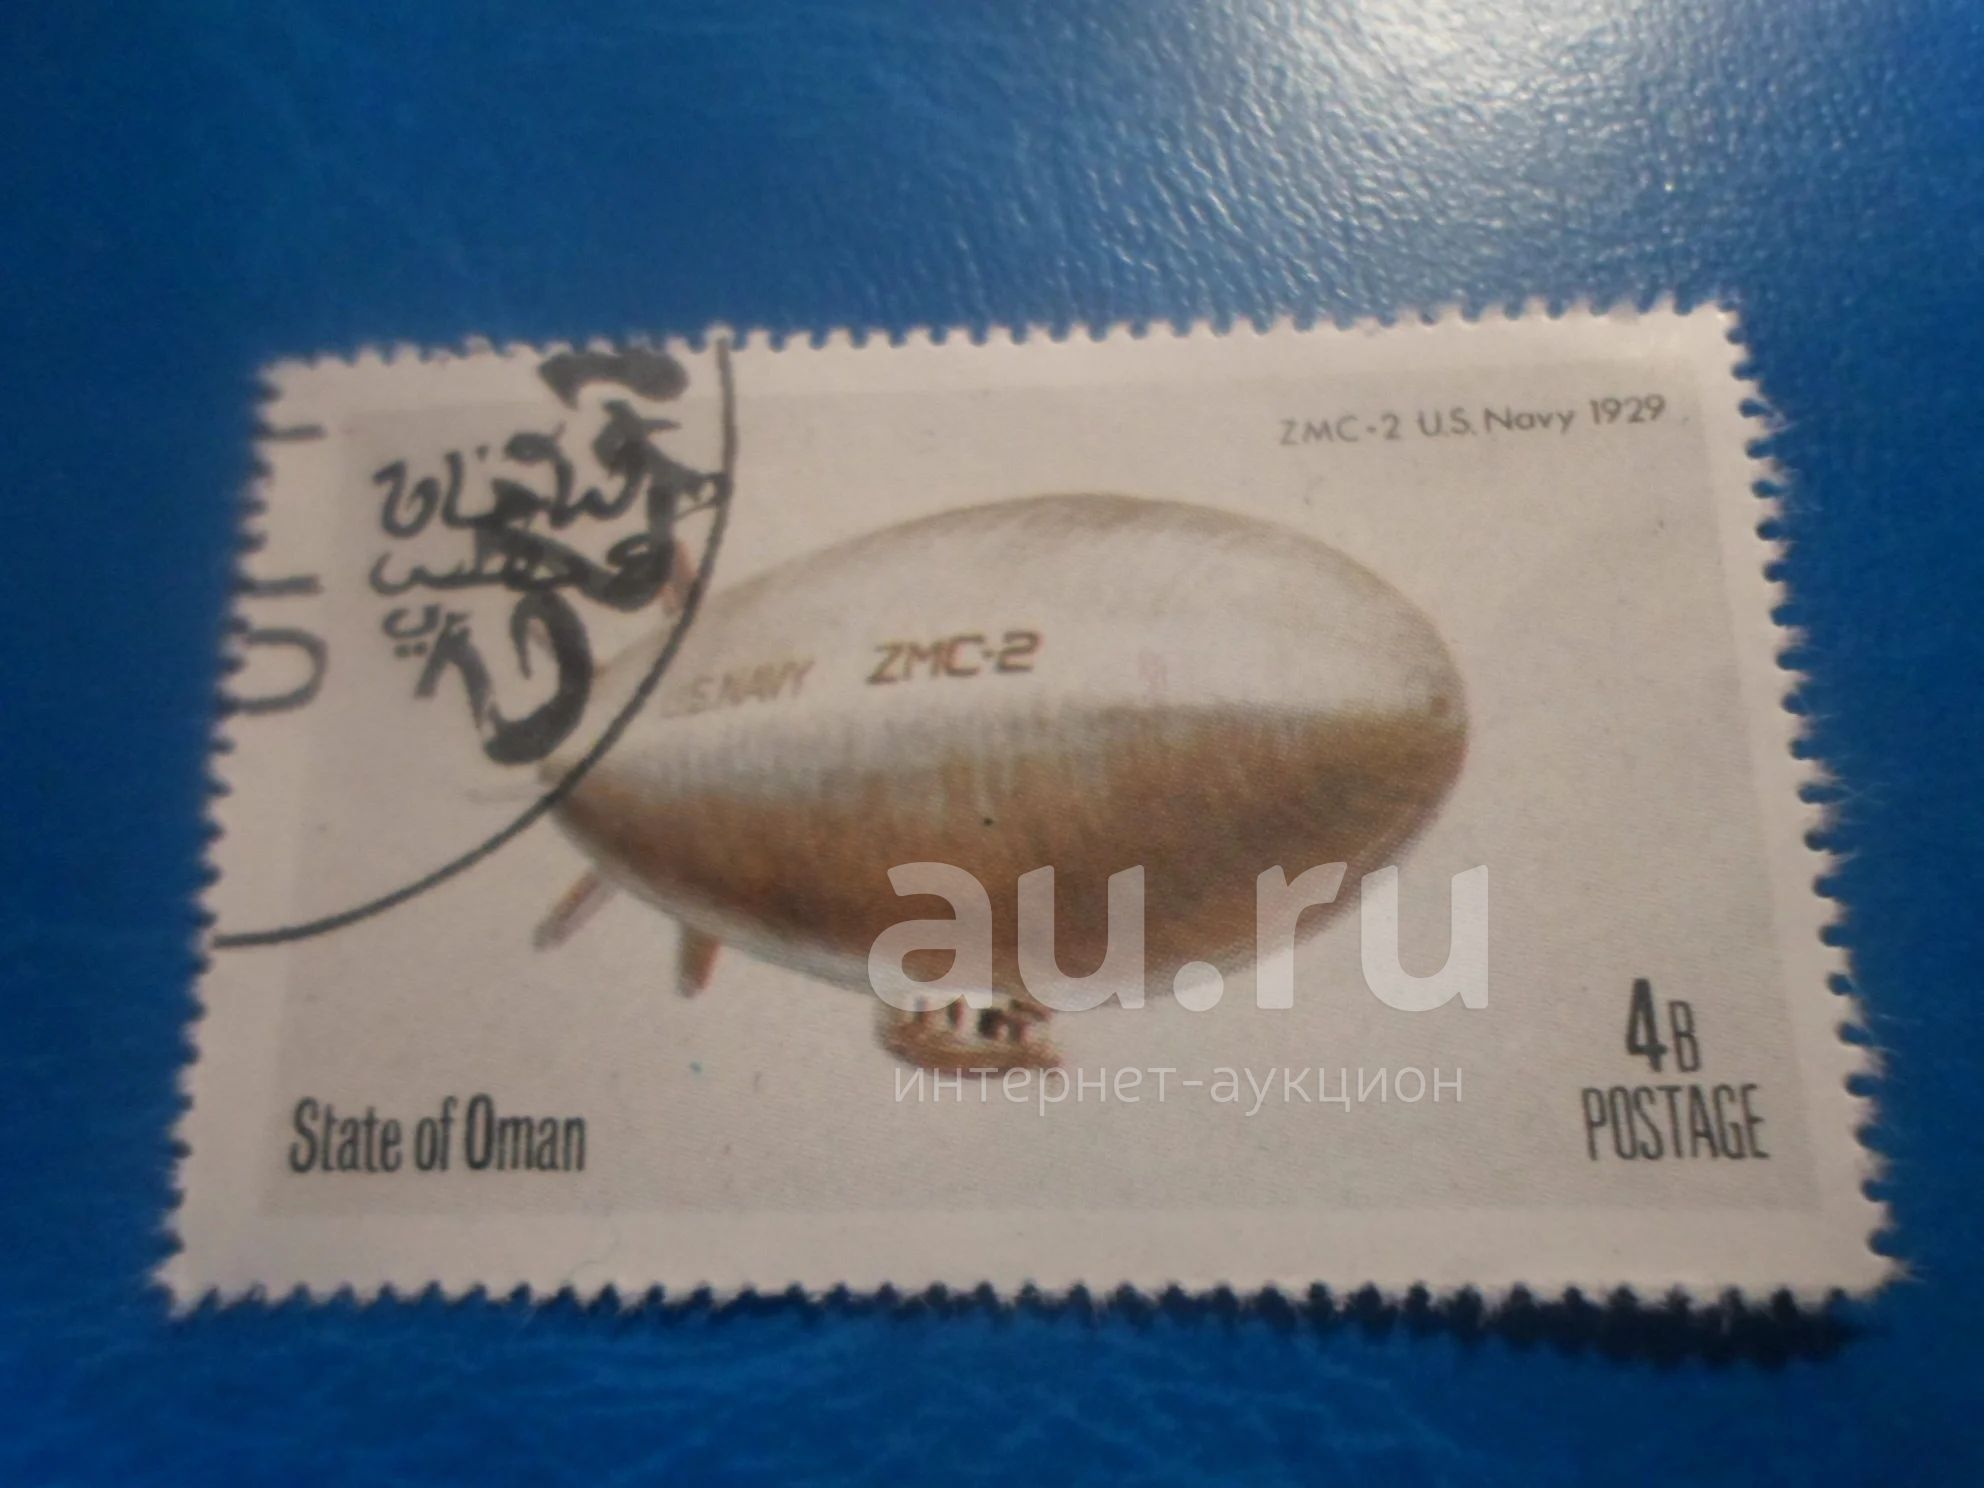 ZMC-2 U.S. Navy 1929
U.S. NAVY ZMC-2
au.ru
интернет-аукцион
4B
POSTAGE
State of Oman